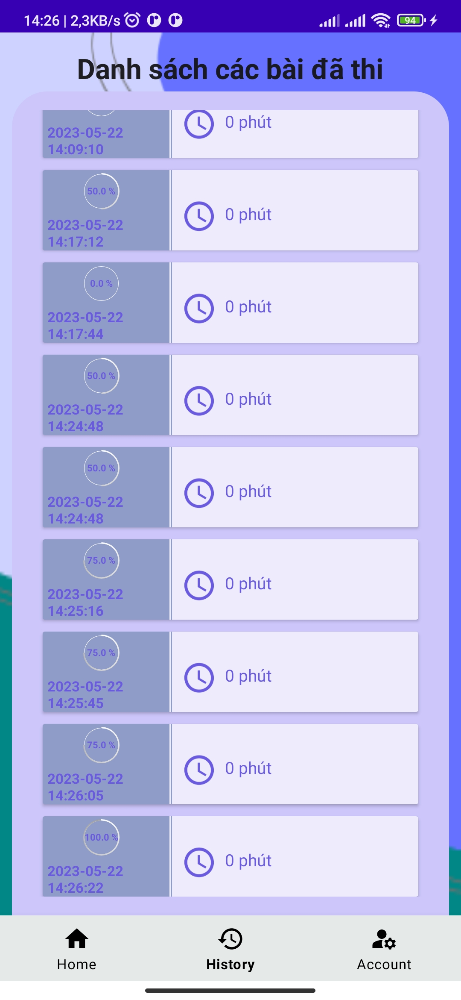 14:26 | 2,3KB/s
94
Danh sách các bài đã thi
2023-05-22
14:09:10
0 phút
50.0 %
2023-05-22
14:17:12
0 phút
0.0 %
2023-05-22
14:17:44
0 phút
50.0 %
2023-05-22
14:24:48
0 phút
50.0 %
2023-05-22
14:24:48
0 phút
75.0 %
2023-05-22
14:25:16
0 phút
75.0 %
2023-05-22
14:25:45
0 phút
75.0 %
2023-05-22
14:26:05
0 phút
100.0 %
2023-05-22
14:26:22
0 phút
Home
History
Account